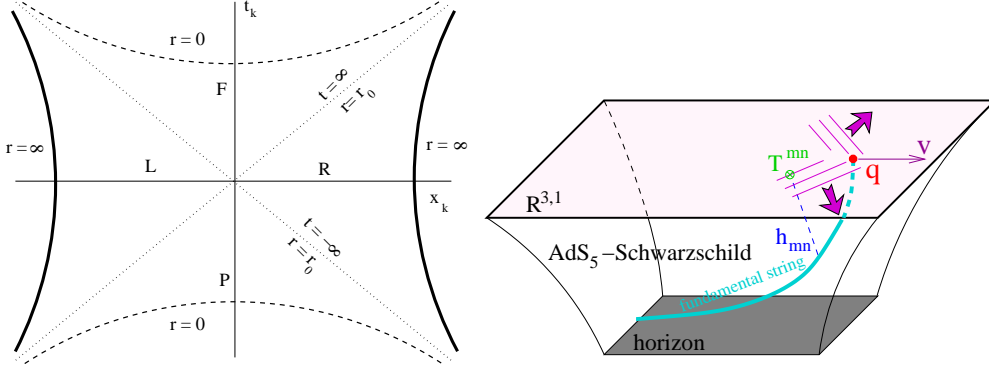 t_k
r = 0
F
t = ∞
r = r_0
r = ∞
L
R
r = ∞
x_k
t = -∞
r = r_0
P
r = 0
T^mn
v
q
R^3,1
h_mn
AdS_5 -Schwarzschild
fundamental string
horizon